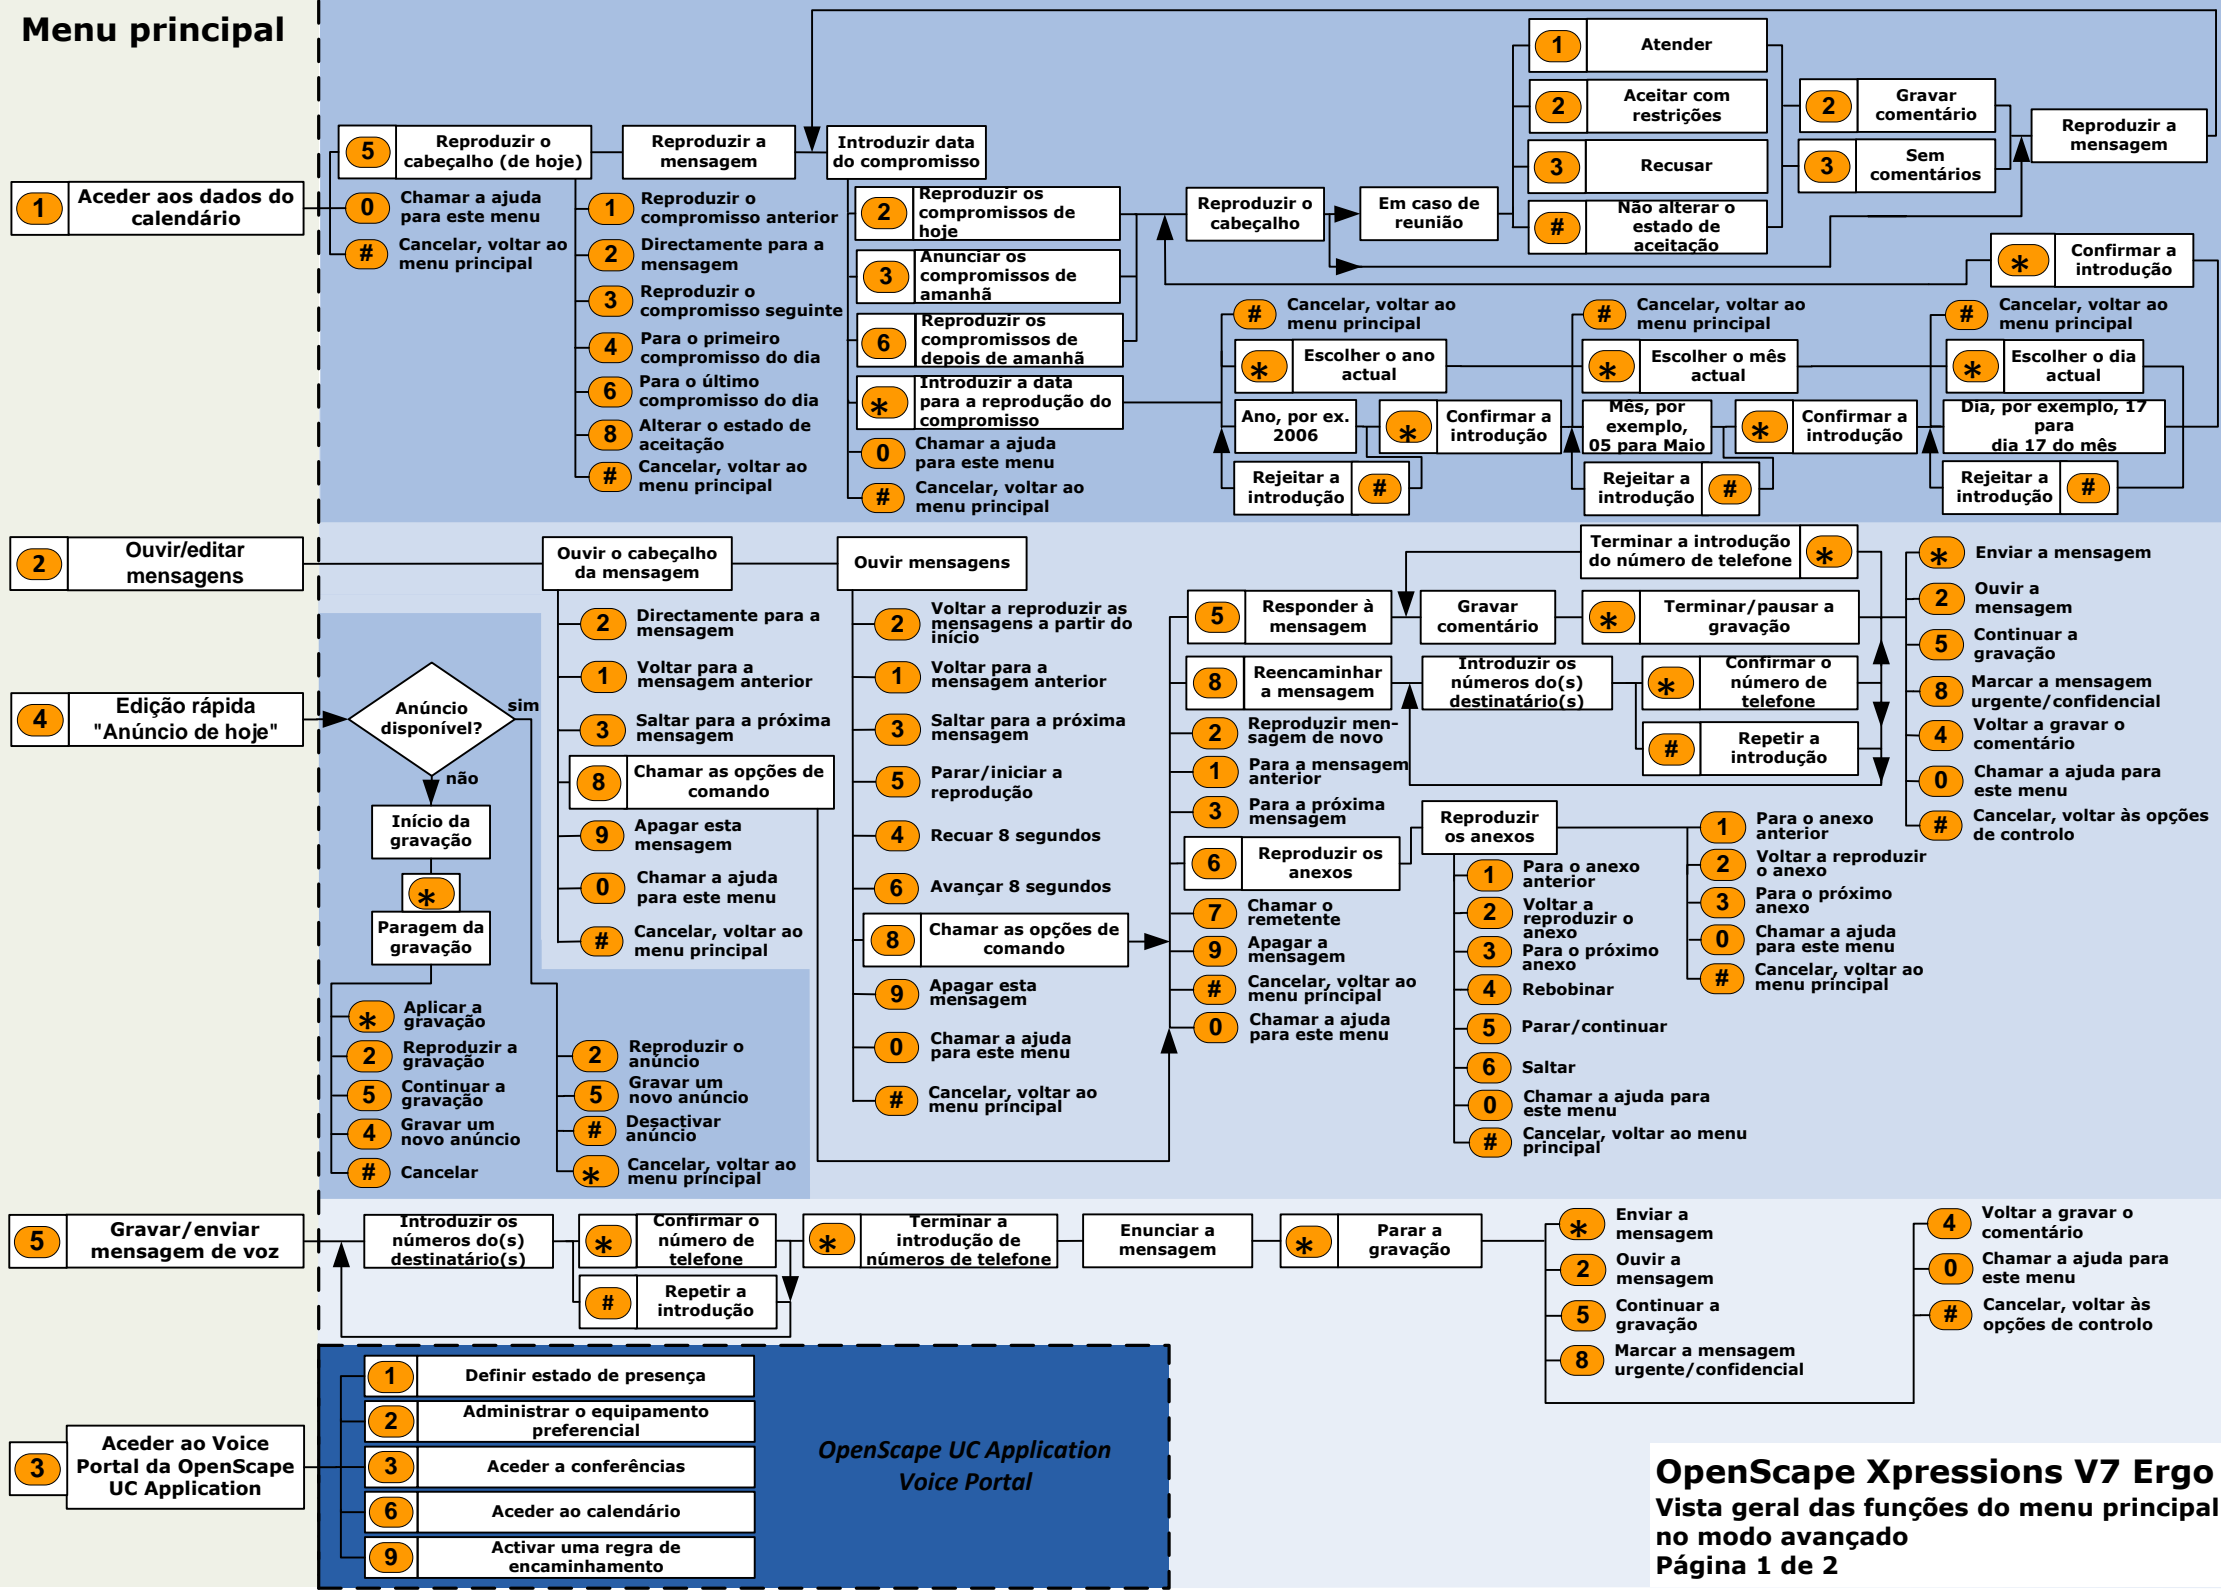 Menu principal
1
Aceder aos dados do
calendário
5
Reproduzir o
cabeçalho (de hoje)
0
Chamar a ajuda
para este menu
#
Cancelar, voltar ao
menu principal
Reproduzir a
mensagem
1
Reproduzir o
compromisso anterior
2
Directamente para a
mensagem
3
Reproduzir o
compromisso seguinte
4
Para o primeiro
compromisso do dia
6
Para o último
compromisso do dia
8
Alterar o estado de
aceitação
#
Cancelar, voltar ao
menu principal
Introduzir data
do compromisso
2
Reproduzir os
compromissos de
hoje
3
Anunciar os
compromissos de
amanhã
6
Reproduzir os
compromissos de
depois de amanhã
*
Introduzir a data
para a reprodução do
compromisso
0
Chamar a ajuda
para este menu
#
Cancelar, voltar ao
menu principal
Reproduzir o
cabeçalho
Em caso de
reunião
1
Atender
2
Aceitar com
restrições
3
Recusar
#
Não alterar o
estado de
aceitação
2
Gravar
comentário
3
Sem
comentários
Reproduzir a
mensagem
*
Confirmar a
introdução
#
Cancelar, voltar ao
menu principal
*
Escolher o ano
actual
Ano, por ex.
2006
*
Confirmar a
introdução
Rejeitar a
introdução
#
#
Cancelar, voltar ao
menu principal
*
Escolher o mês
actual
Mês, por
exemplo,
05 para Maio
*
Confirmar a
introdução
Rejeitar a
introdução
#
#
Cancelar, voltar ao
menu principal
*
Escolher o dia
actual
Dia, por exemplo, 17
para
dia 17 do mês
Rejeitar a
introdução
#
2
Ouvir/editar
mensagens
Ouvir o cabeçalho
da mensagem
2
Directamente para a
mensagem
1
Voltar para a
mensagem anterior
3
Saltar para a próxima
mensagem
8
Chamar as opções de
comando
9
Apagar esta
mensagem
0
Chamar a ajuda
para este menu
#
Cancelar, voltar ao
menu principal
Ouvir mensagens
2
Voltar a reproduzir as
mensagens a partir do
início
1
Voltar para a
mensagem anterior
3
Saltar para a próxima
mensagem
5
Parar/iniciar a
reprodução
4
Recuar 8 segundos
6
Avançar 8 segundos
8
Chamar as opções de
comando
9
Apagar esta
mensagem
0
Chamar a ajuda
para este menu
#
Cancelar, voltar ao
menu principal
5
Responder à
mensagem
8
Reencaminhar
a mensagem
2
Reproduzir men-
sagem de novo
1
Para a mensagem
anterior
3
Para a próxima
mensagem
6
Reproduzir os
anexos
7
Chamar o
remetente
9
Apagar a
mensagem
#
Cancelar, voltar ao
menu principal
0
Chamar a ajuda
para este menu
Terminar a introdução
do número de telefone
*
Gravar
comentário
*
Terminar/pausar a
gravação
Introduzir os
números do(s)
destinatário(s)
*
Confirmar o
número de
telefone
#
Repetir a
introdução
*
Enviar a mensagem
2
Ouvir a
mensagem
5
Continuar a
gravação
8
Marcar a mensagem
urgente/confidencial
4
Voltar a gravar o
comentário
0
Chamar a ajuda para
este menu
#
Cancelar, voltar às opções
de controlo
Reproduzir
os anexos
1
Para o anexo
anterior
2
Voltar a
reproduzir o
anexo
3
Para o próximo
anexo
4
Rebobinar
5
Parar/continuar
6
Saltar
0
Chamar a ajuda para
este menu
#
Cancelar, voltar ao menu
principal
1
Para o anexo
anterior
2
Voltar a reproduzir
o anexo
3
Para o próximo
anexo
0
Chamar a ajuda
para este menu
#
Cancelar, voltar ao
menu principal
4
Edição rápida
"Anúncio de hoje"
Anúncio
disponível?
sim
não
Início da
gravação
*
Paragem da
gravação
*
Aplicar a
gravação
2
Reproduzir a
gravação
5
Continuar a
gravação
4
Gravar um
novo anúncio
#
Cancelar
2
Reproduzir o
anúncio
5
Gravar um
novo anúncio
#
Desactivar
anúncio
*
Cancelar, voltar ao
menu principal
5
Gravar/enviar
mensagem de voz
Introduzir os
números do(s)
destinatário(s)
*
Confirmar o
número de
telefone
#
Repetir a
introdução
*
Terminar a
introdução de
números de telefone
Enunciar a
mensagem
*
Parar a
gravação
*
Enviar a
mensagem
2
Ouvir a
mensagem
5
Continuar a
gravação
8
Marcar a mensagem
urgente/confidencial
4
Voltar a gravar o
comentário
0
Chamar a ajuda para
este menu
#
Cancelar, voltar às
opções de controlo
3
Aceder ao Voice
Portal da OpenScape
UC Application
1
Definir estado de presença
2
Administrar o equipamento
preferencial
3
Aceder a conferências
6
Aceder ao calendário
9
Activar uma regra de
encaminhamento
OpenScape UC Application
Voice Portal
OpenScape Xpressions V7 Ergo
Vista geral das funções do menu principal
no modo avançado
Página 1 de 2